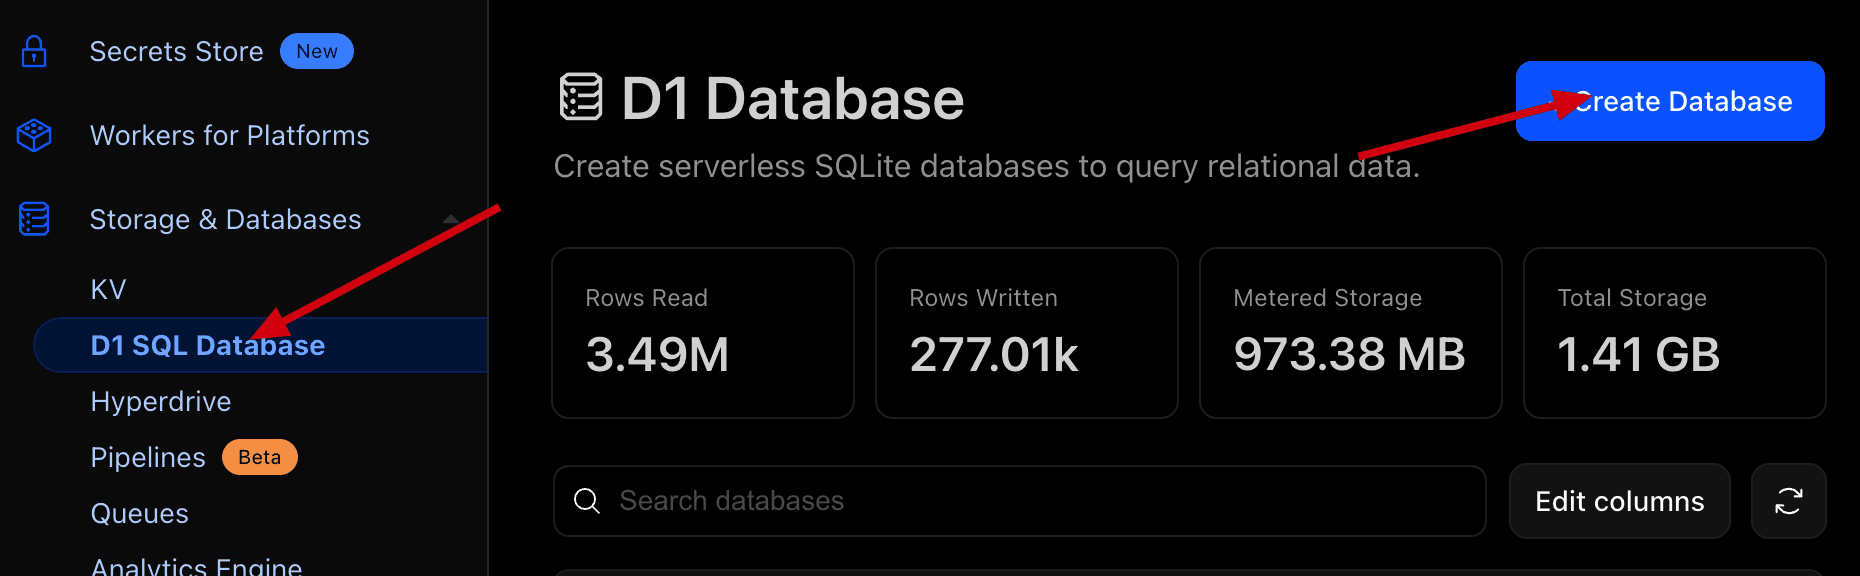 Secrets Store New
Workers for Platforms
Storage & Databases
KV
D1 SQL Database
Hyperdrive
Pipelines Beta
Queues
Analytics Engine
D1 Database
Create Database
Create serverless SQLite databases to query relational data.
Rows Read
3.49M
Rows Written
277.01k
Metered Storage
973.38 MB
Total Storage
1.41 GB
Search databases
Edit columns